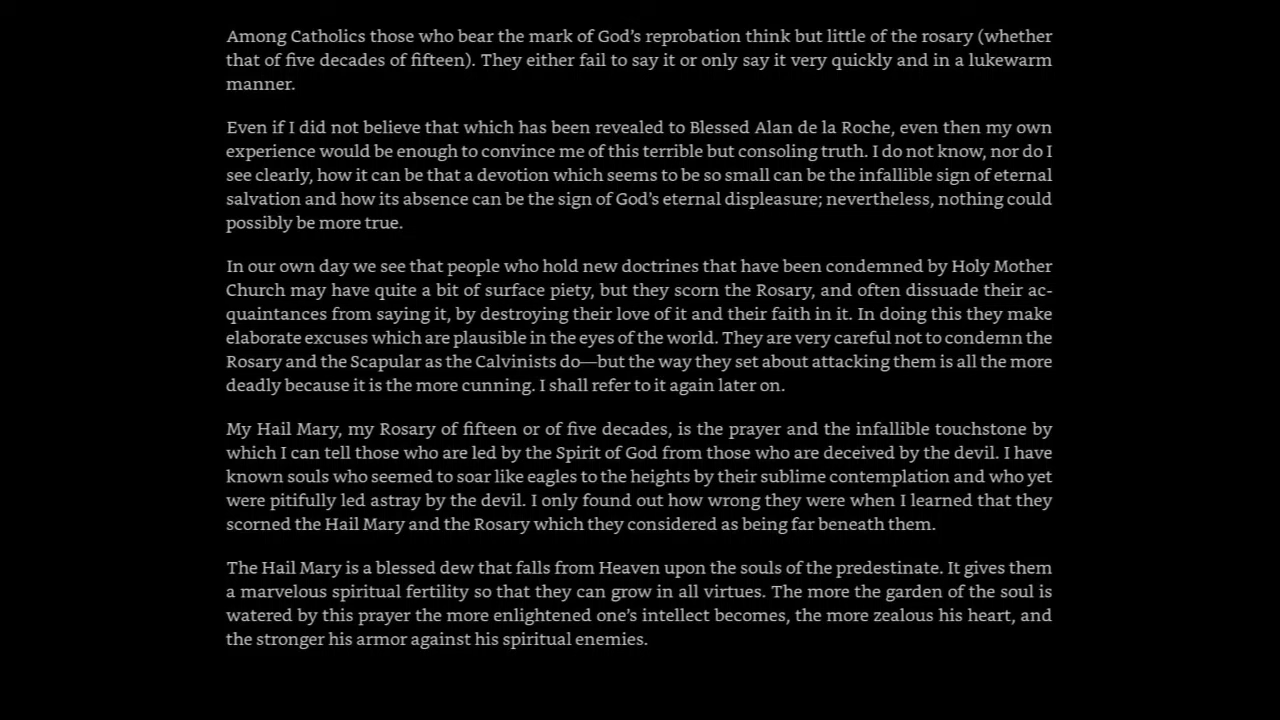 Among Catholics those who bear the mark of God’s reprobation think but little of the rosary (whether
that of five decades of fifteen). They either fail to say it or only say it very quickly and in a lukewarm
manner.
Even if I did not believe that which has been revealed to Blessed Alan de la Roche, even then my own
experience would be enough to convince me of this terrible but consoling truth. I do not know, nor do I
see clearly, how it can be that a devotion which seems to be so small can be the infallible sign of eternal
salvation and how its absence can be the sign of God’s eternal displeasure; nevertheless, nothing could
possibly be more true.
In our own day we see that people who hold new doctrines that have been condemned by Holy Mother
Church may have quite a bit of surface piety, but they scorn the Rosary, and often dissuade their ac-
quaintances from saying it, by destroying their love of it and their faith in it. In doing this they make
elaborate excuses which are plausible in the eyes of the world. They are very careful not to condemn the
Rosary and the Scapular as the Calvinists do—but the way they set about attacking them is all the more
deadly because it is the more cunning. I shall refer to it again later on.
My Hail Mary, my Rosary of fifteen or of five decades, is the prayer and the infallible touchstone by
which I can tell those who are led by the Spirit of God from those who are deceived by the devil. I have
known souls who seemed to soar like eagles to the heights by their sublime contemplation and who yet
were pitifully led astray by the devil. I only found out how wrong they were when I learned that they
scorned the Hail Mary and the Rosary which they considered as being far beneath them.
The Hail Mary is a blessed dew that falls from Heaven upon the souls of the predestinate. It gives them
a marvelous spiritual fertility so that they can grow in all virtues. The more the garden of the soul is
watered by this prayer the more enlightened one’s intellect becomes, the more zealous his heart, and
the stronger his armor against his spiritual enemies.